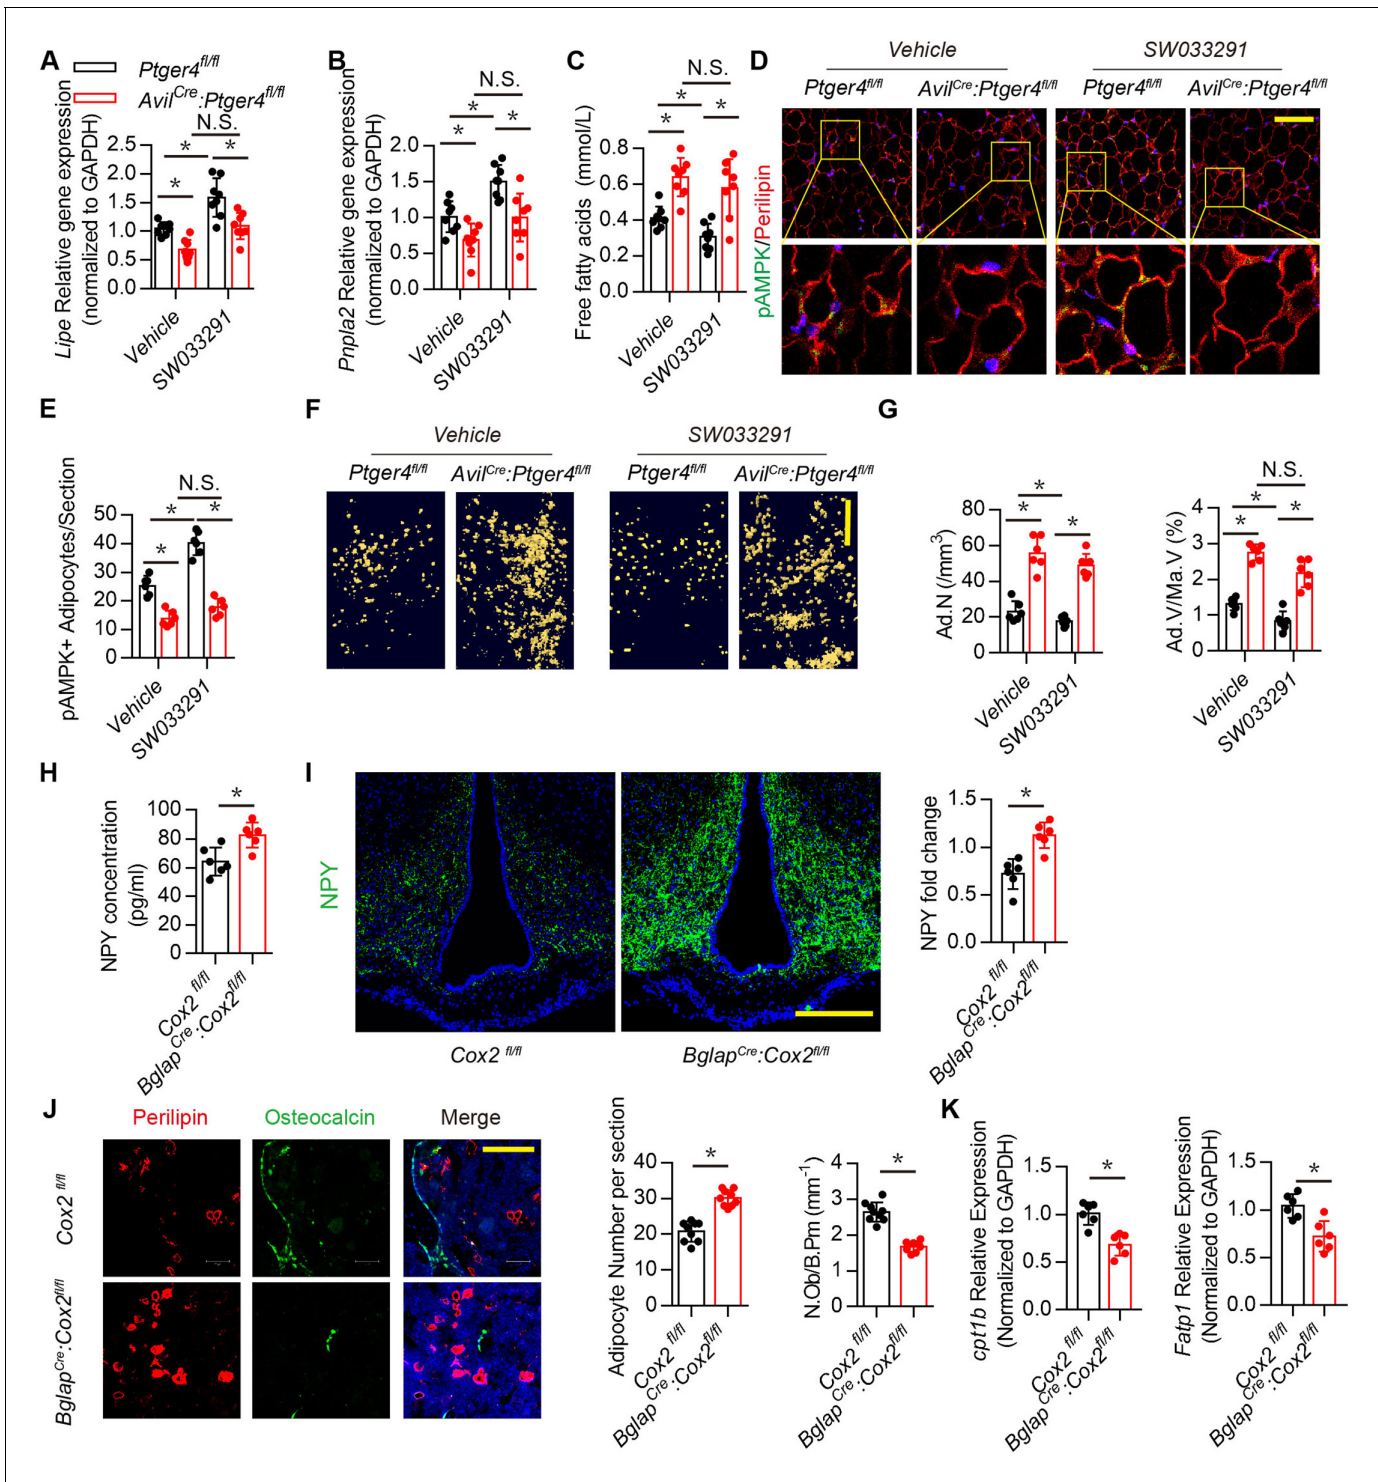 A
Ptger4fl/fl
AvilCre:Ptger4fl/fl
Lipe Relative gene expression
(normalized to GAPDH)
N.S.
*
*
*
2.5
2.0
1.5
1.0
0.5
0.0
Vehicle
SW033291
B
Pnpla2 Relative gene expression
(normalized to GAPDH)
N.S.
*
*
*
2.0
1.5
1.0
0.5
0.0
Vehicle
SW033291
C
Free fatty acids (mmol/L)
N.S.
*
*
*
0.8
0.6
0.4
0.2
0.0
Vehicle
SW033291
D
Vehicle
SW033291
Ptger4fl/fl
AvilCre:Ptger4fl/fl
Ptger4fl/fl
AvilCre:Ptger4fl/fl
pAMPK/Perilipin
E
pAMPK+ Adipocytes/Section
N.S.
*
*
*
50
40
30
20
10
0
Vehicle
SW033291
F
Vehicle
SW033291
Ptger4fl/fl
AvilCre:Ptger4fl/fl
Ptger4fl/fl
AvilCre:Ptger4fl/fl
G
Ad.N (/mm3)
*
*
*
80
60
40
20
0
Vehicle
SW033291
Ad.V/Ma.V (%)
N.S.
*
*
*
4
3
2
1
0
Vehicle
SW033291
H
NPY concentration
(pg/ml)
*
100
80
60
40
20
0
Cox2 fl/fl
BglapCre:Cox2fl/fl
I
NPY
Cox2 fl/fl
BglapCre:Cox2fl/fl
NPY fold change
*
1.5
1.0
0.5
0.0
Cox2 fl/fl
BglapCre:Cox2fl/fl
J
Perilipin
Osteocalcin
Merge
Cox2 fl/fl
BglapCre:Cox2fl/fl
Adipocyte Number per section
*
40
30
20
10
0
Cox2 fl/fl
BglapCre:Cox2fl/fl
N.Ob/B.Pm (mm-1)
*
4
3
2
1
0
Cox2 fl/fl
BglapCre:Cox2fl/fl
K
cpt1b Relative Expression
(Normalized to GAPDH)
*
1.5
1.0
0.5
0.0
Cox2 fl/fl
BglapCre:Cox2fl/fl
Fatp1 Relative Expression
(Normalized to GAPDH)
*
1.5
1.0
0.5
0.0
Cox2 fl/fl
BglapCre:Cox2fl/fl